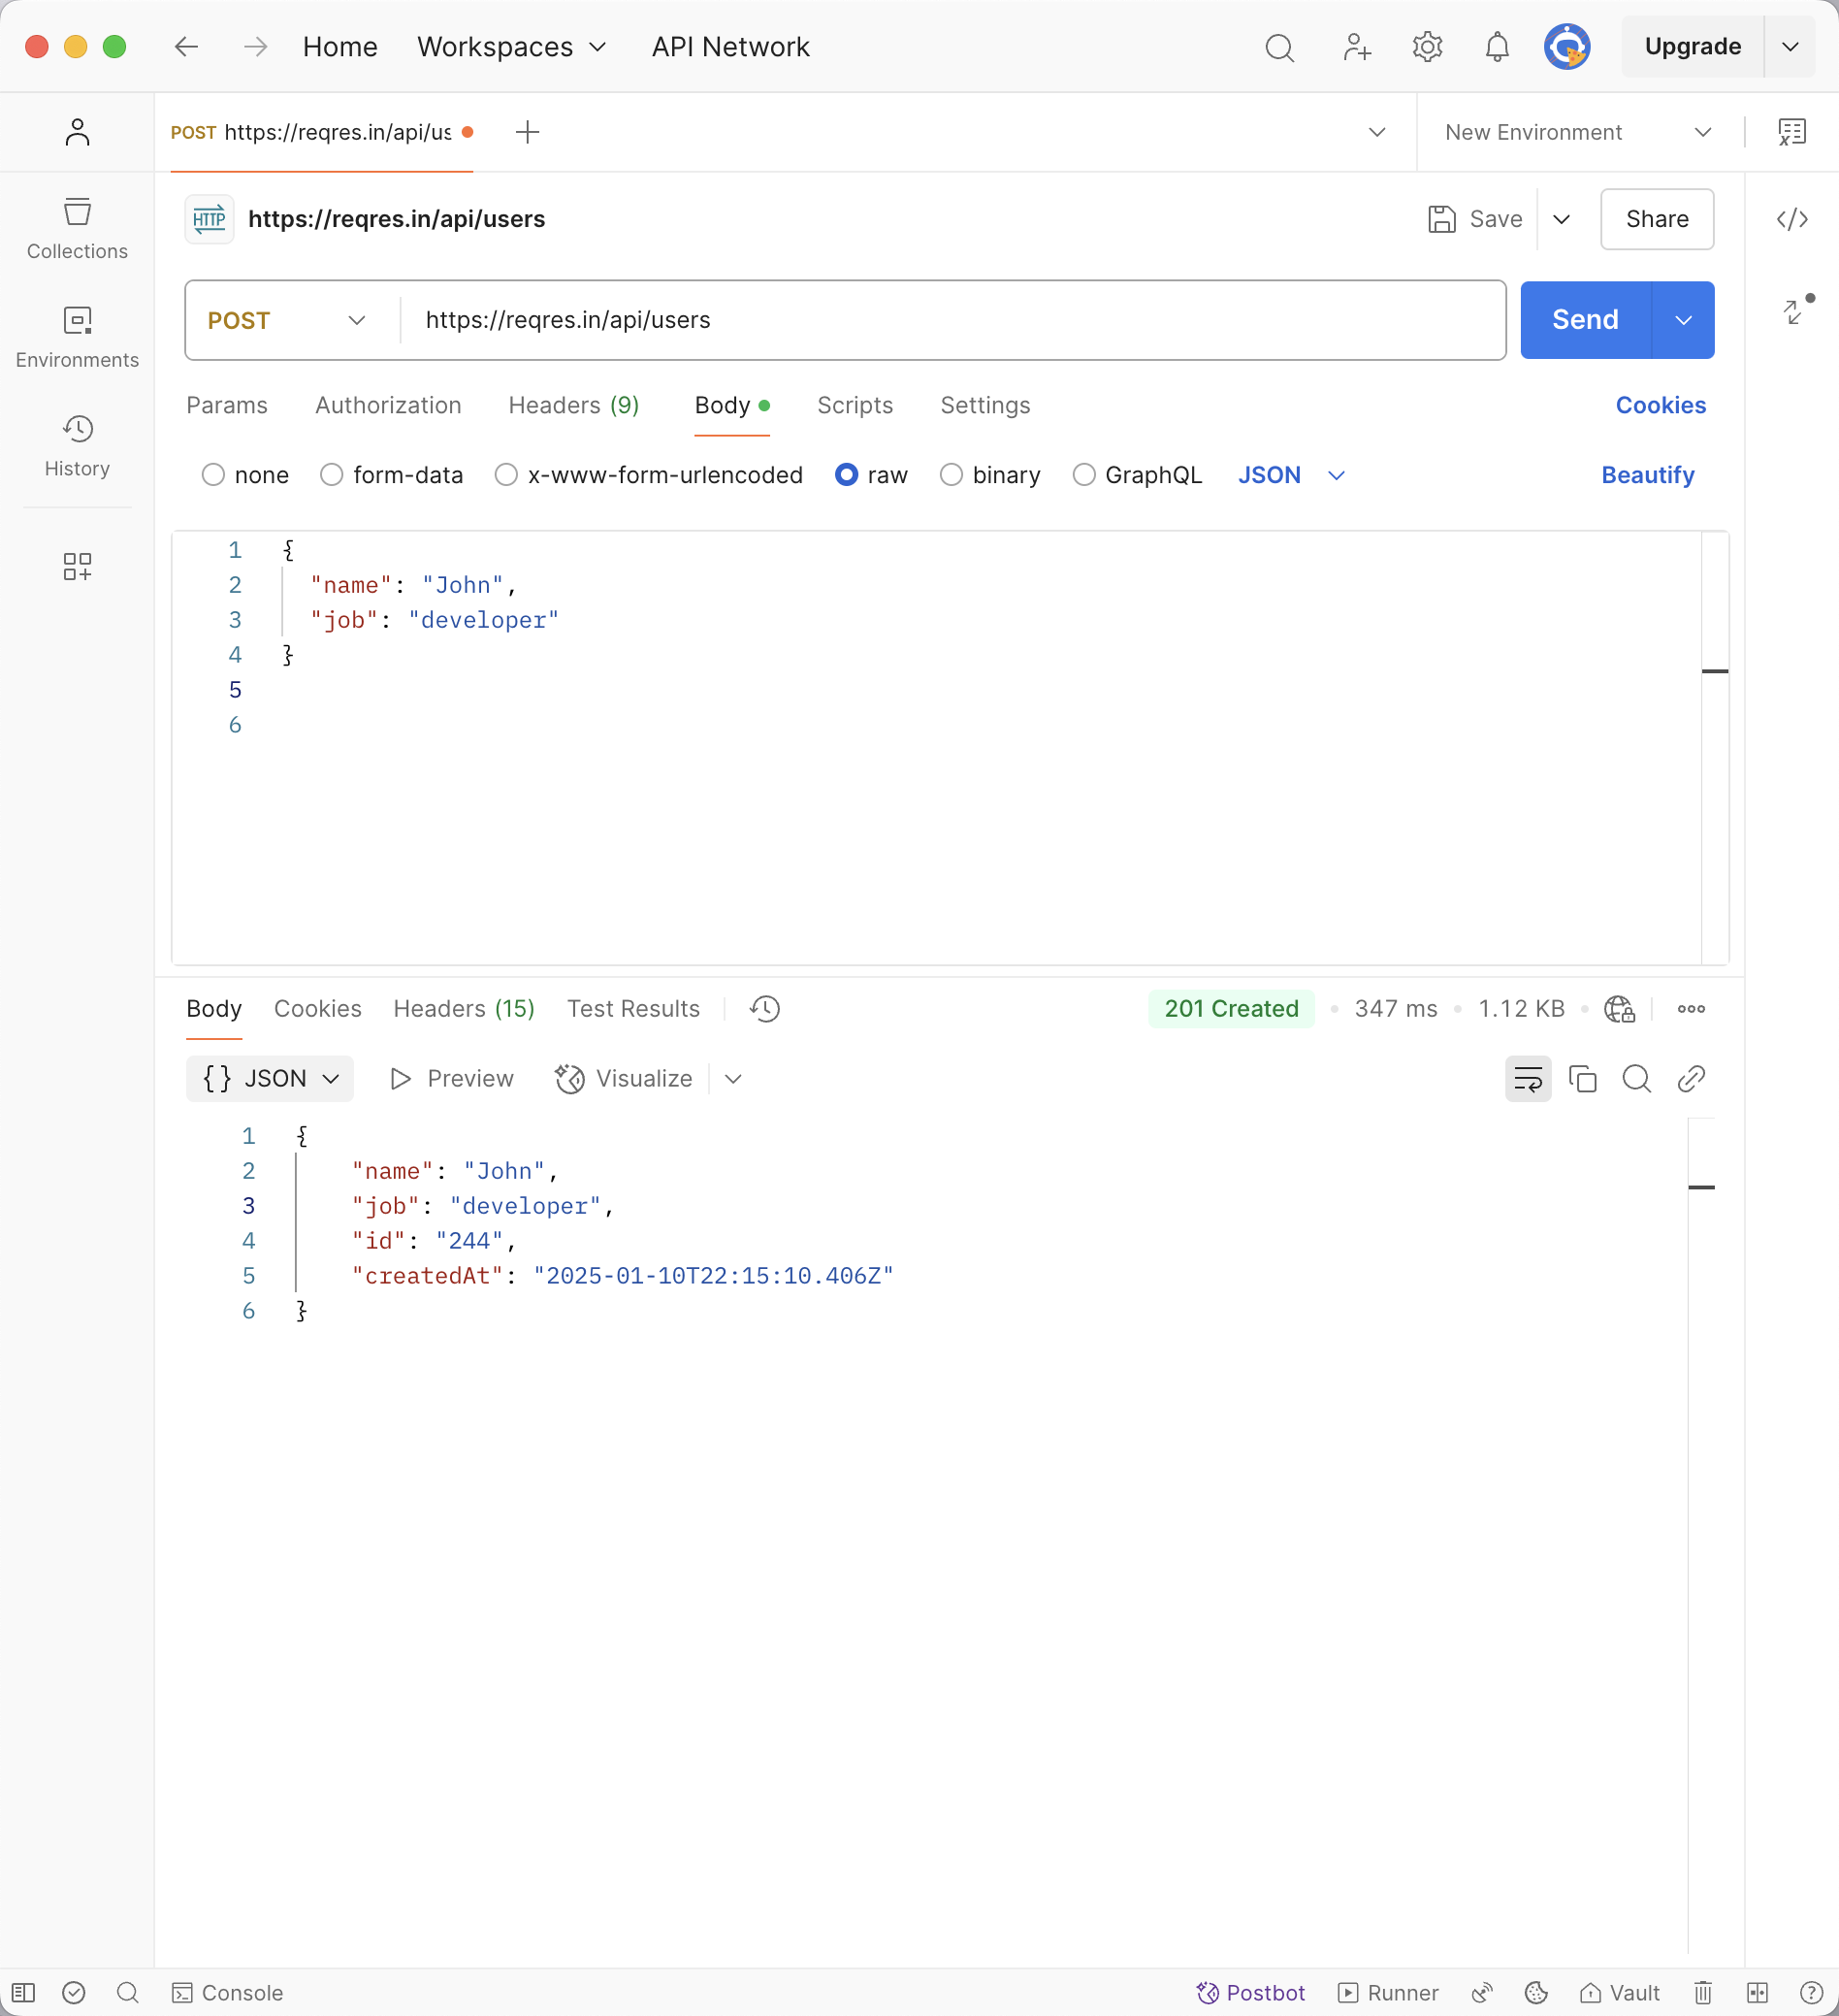 Home Workspaces API Network Upgrade
POST https://reqres.in/api/us New Environment
HTTP https://reqres.in/api/users Save Share
Collections
Environments
History
POST https://reqres.in/api/users Send
Params Authorization Headers (9) Body Scripts Settings Cookies
none form-data x-www-form-urlencoded raw binary GraphQL JSON Beautify
1 {
2 "name": "John",
3 "job": "developer"
4 }
5
6
Body Cookies Headers (15) Test Results 201 Created 347 ms 1.12 KB
{} JSON Preview Visualize
1 {
2 "name": "John",
3 "job": "developer",
4 "id": "244",
5 "createdAt": "2025-01-10T22:15:10.406Z"
6 }
Console Postbot Runner Vault